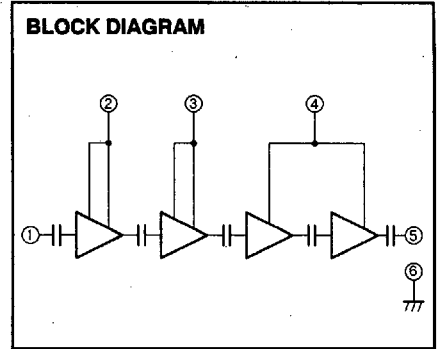 BLOCK DIAGRAM
② ③ ④
① ⑤
⑥